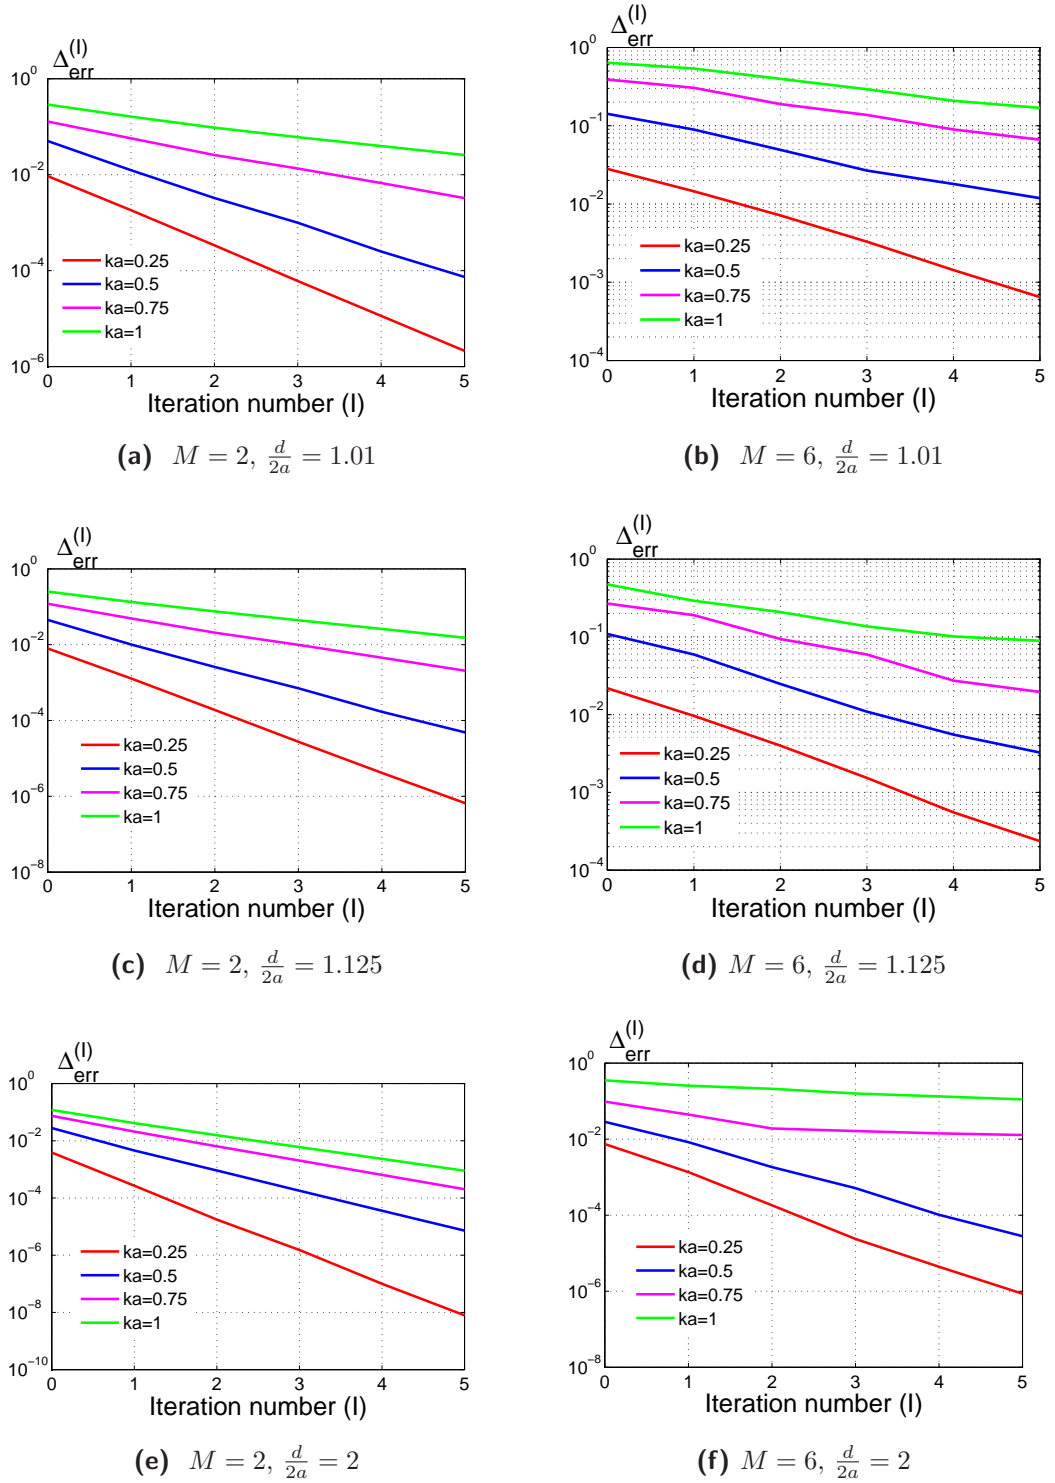 Δ_err^(l)
10^0
10^−2
10^−4
10^−6
ka=0.25
ka=0.5
ka=0.75
ka=1
0 1 2 3 4 5
Iteration number (l)
(a) M = 2, d/2a = 1.01
Δ_err^(l)
10^0
10^−1
10^−2
10^−3
10^−4
ka=0.25
ka=0.5
ka=0.75
ka=1
0 1 2 3 4 5
Iteration number (l)
(b) M = 6, d/2a = 1.01
Δ_err^(l)
10^0
10^−2
10^−4
10^−6
10^−8
ka=0.25
ka=0.5
ka=0.75
ka=1
0 1 2 3 4 5
Iteration number (l)
(c) M = 2, d/2a = 1.125
Δ_err^(l)
10^0
10^−1
10^−2
10^−3
10^−4
ka=0.25
ka=0.5
ka=0.75
ka=1
0 1 2 3 4 5
Iteration number (l)
(d) M = 6, d/2a = 1.125
Δ_err^(l)
10^0
10^−2
10^−4
10^−6
10^−8
10^−10
ka=0.25
ka=0.5
ka=0.75
ka=1
0 1 2 3 4 5
Iteration number (l)
(e) M = 2, d/2a = 2
Δ_err^(l)
10^0
10^−2
10^−4
10^−6
10^−8
ka=0.25
ka=0.5
ka=0.75
ka=1
0 1 2 3 4 5
Iteration number (l)
(f) M = 6, d/2a = 2